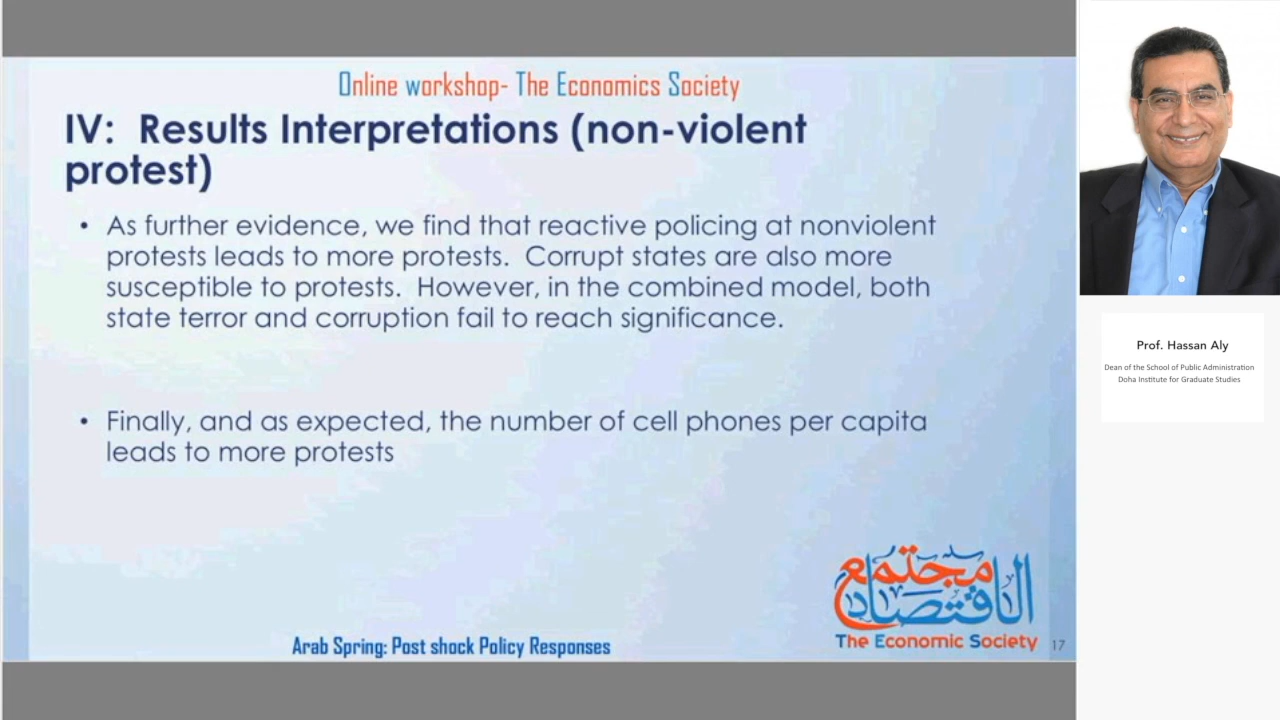 Online workshop- The Economics Society
IV: Results Interpretations (non-violent
protest)
• As further evidence, we find that reactive policing at nonviolent
protests leads to more protests. Corrupt states are also more
susceptible to protests. However, in the combined model, both
state terror and corruption fail to reach significance.
• Finally, and as expected, the number of cell phones per capita
leads to more protests
مجتمع
الاقتصاد
The Economic Society
Arab Spring: Post shock Policy Responses
17
Prof. Hassan Aly
Dean of the School of Public Administration
Doha Institute for Graduate Studies